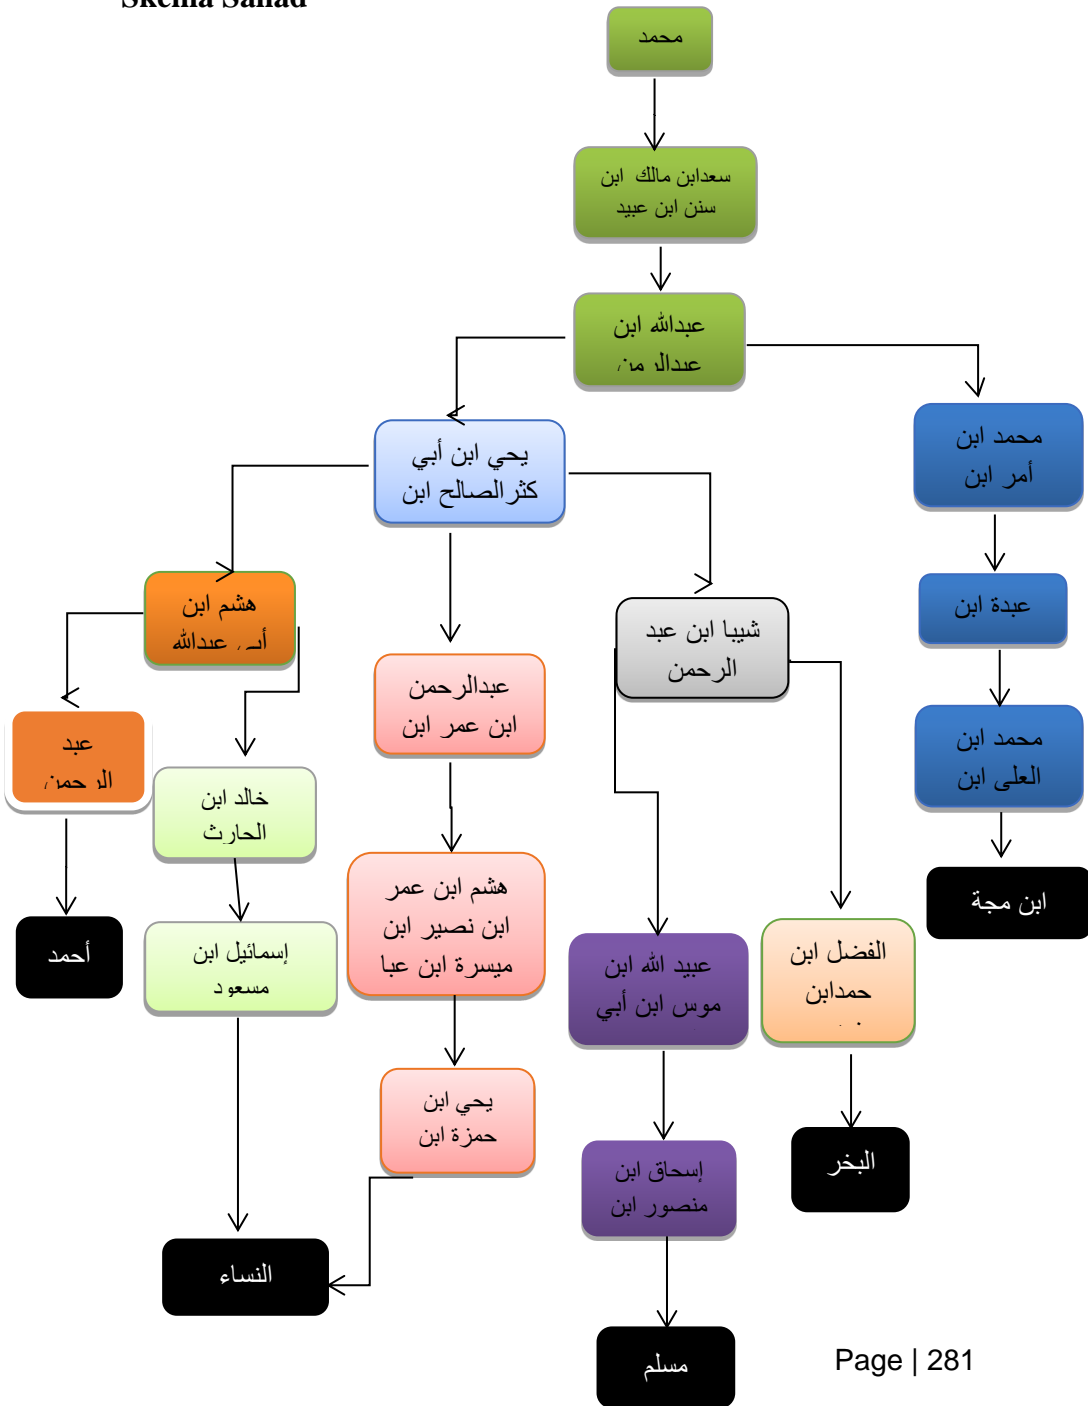 Skema Sanad
محمد
سعدابن مالك ابن
سنن ابن عبيد
عبدالله ابن
عبدالرمن
يحي ابن أبي
كثرالصالح ابن
محمد ابن
أمر ابن
هشم ابن
أبي عبدالله
شيبا ابن عبد
الرحمن
عبدة ابن
عبدالرحمن
ابن عمر ابن
عبد
الرحمن
خالد ابن
الحارث
محمد ابن
العلى ابن
هشم ابن عمر
ابن نصير ابن
ميسرة ابن عبا
ابن مجة
أحمد
إسمائيل ابن
مسعود
عبيد الله ابن
موس ابن أبي
الفضل ابن
حمدابن
يحي ابن
حمزة ابن
البخر
إسحاق ابن
منصور ابن
النساء
مسلم
Page | 281